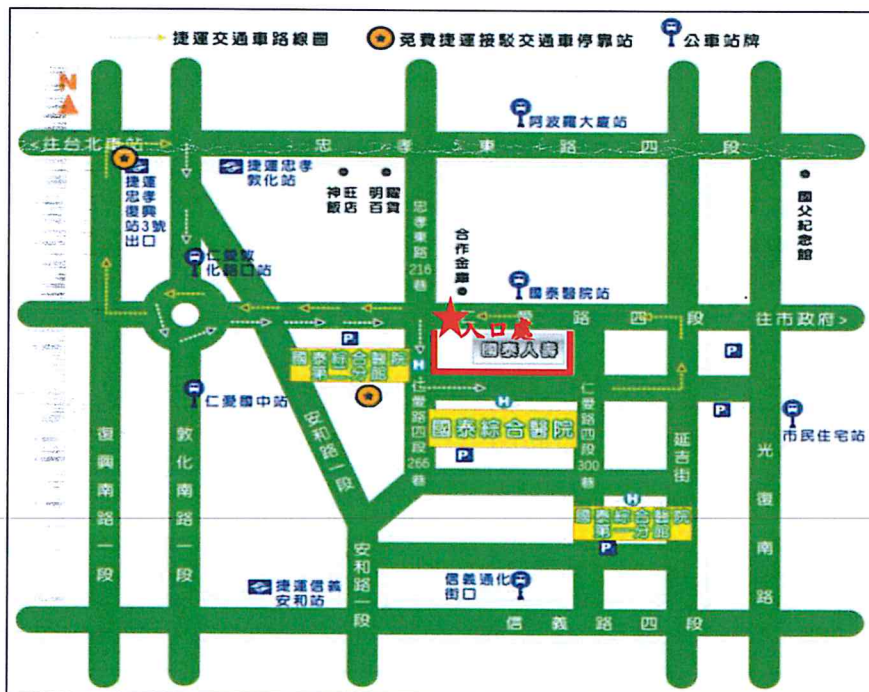 捷運交通車路線圖
免費捷運接駁交通車停靠站
公車站牌
N
<往台北車站
忠孝東路四段
阿波羅大廈站
捷運
忠孝
復興
站3號
出口
捷運忠孝
敦化站
神旺
飯店
明曜
百貨
忠孝東路216巷
合作金庫
國父紀念館
仁愛敦
化路口站
國泰醫院站
入口處
愛路四段
往市政府>
P
國泰人壽
國泰綜合醫院
第二分館
H
P
仁愛國中站
仁愛路四段266巷
H
國泰綜合醫院
P
仁愛路四段300巷
P
市民住宅站
復興南路一段
敦化南路一段
安和路一段
延吉街
光復南路
H
國泰綜合醫院
第一分館
P
安和路一段
捷運信義
安和站
信義通化
街口
信義路四段